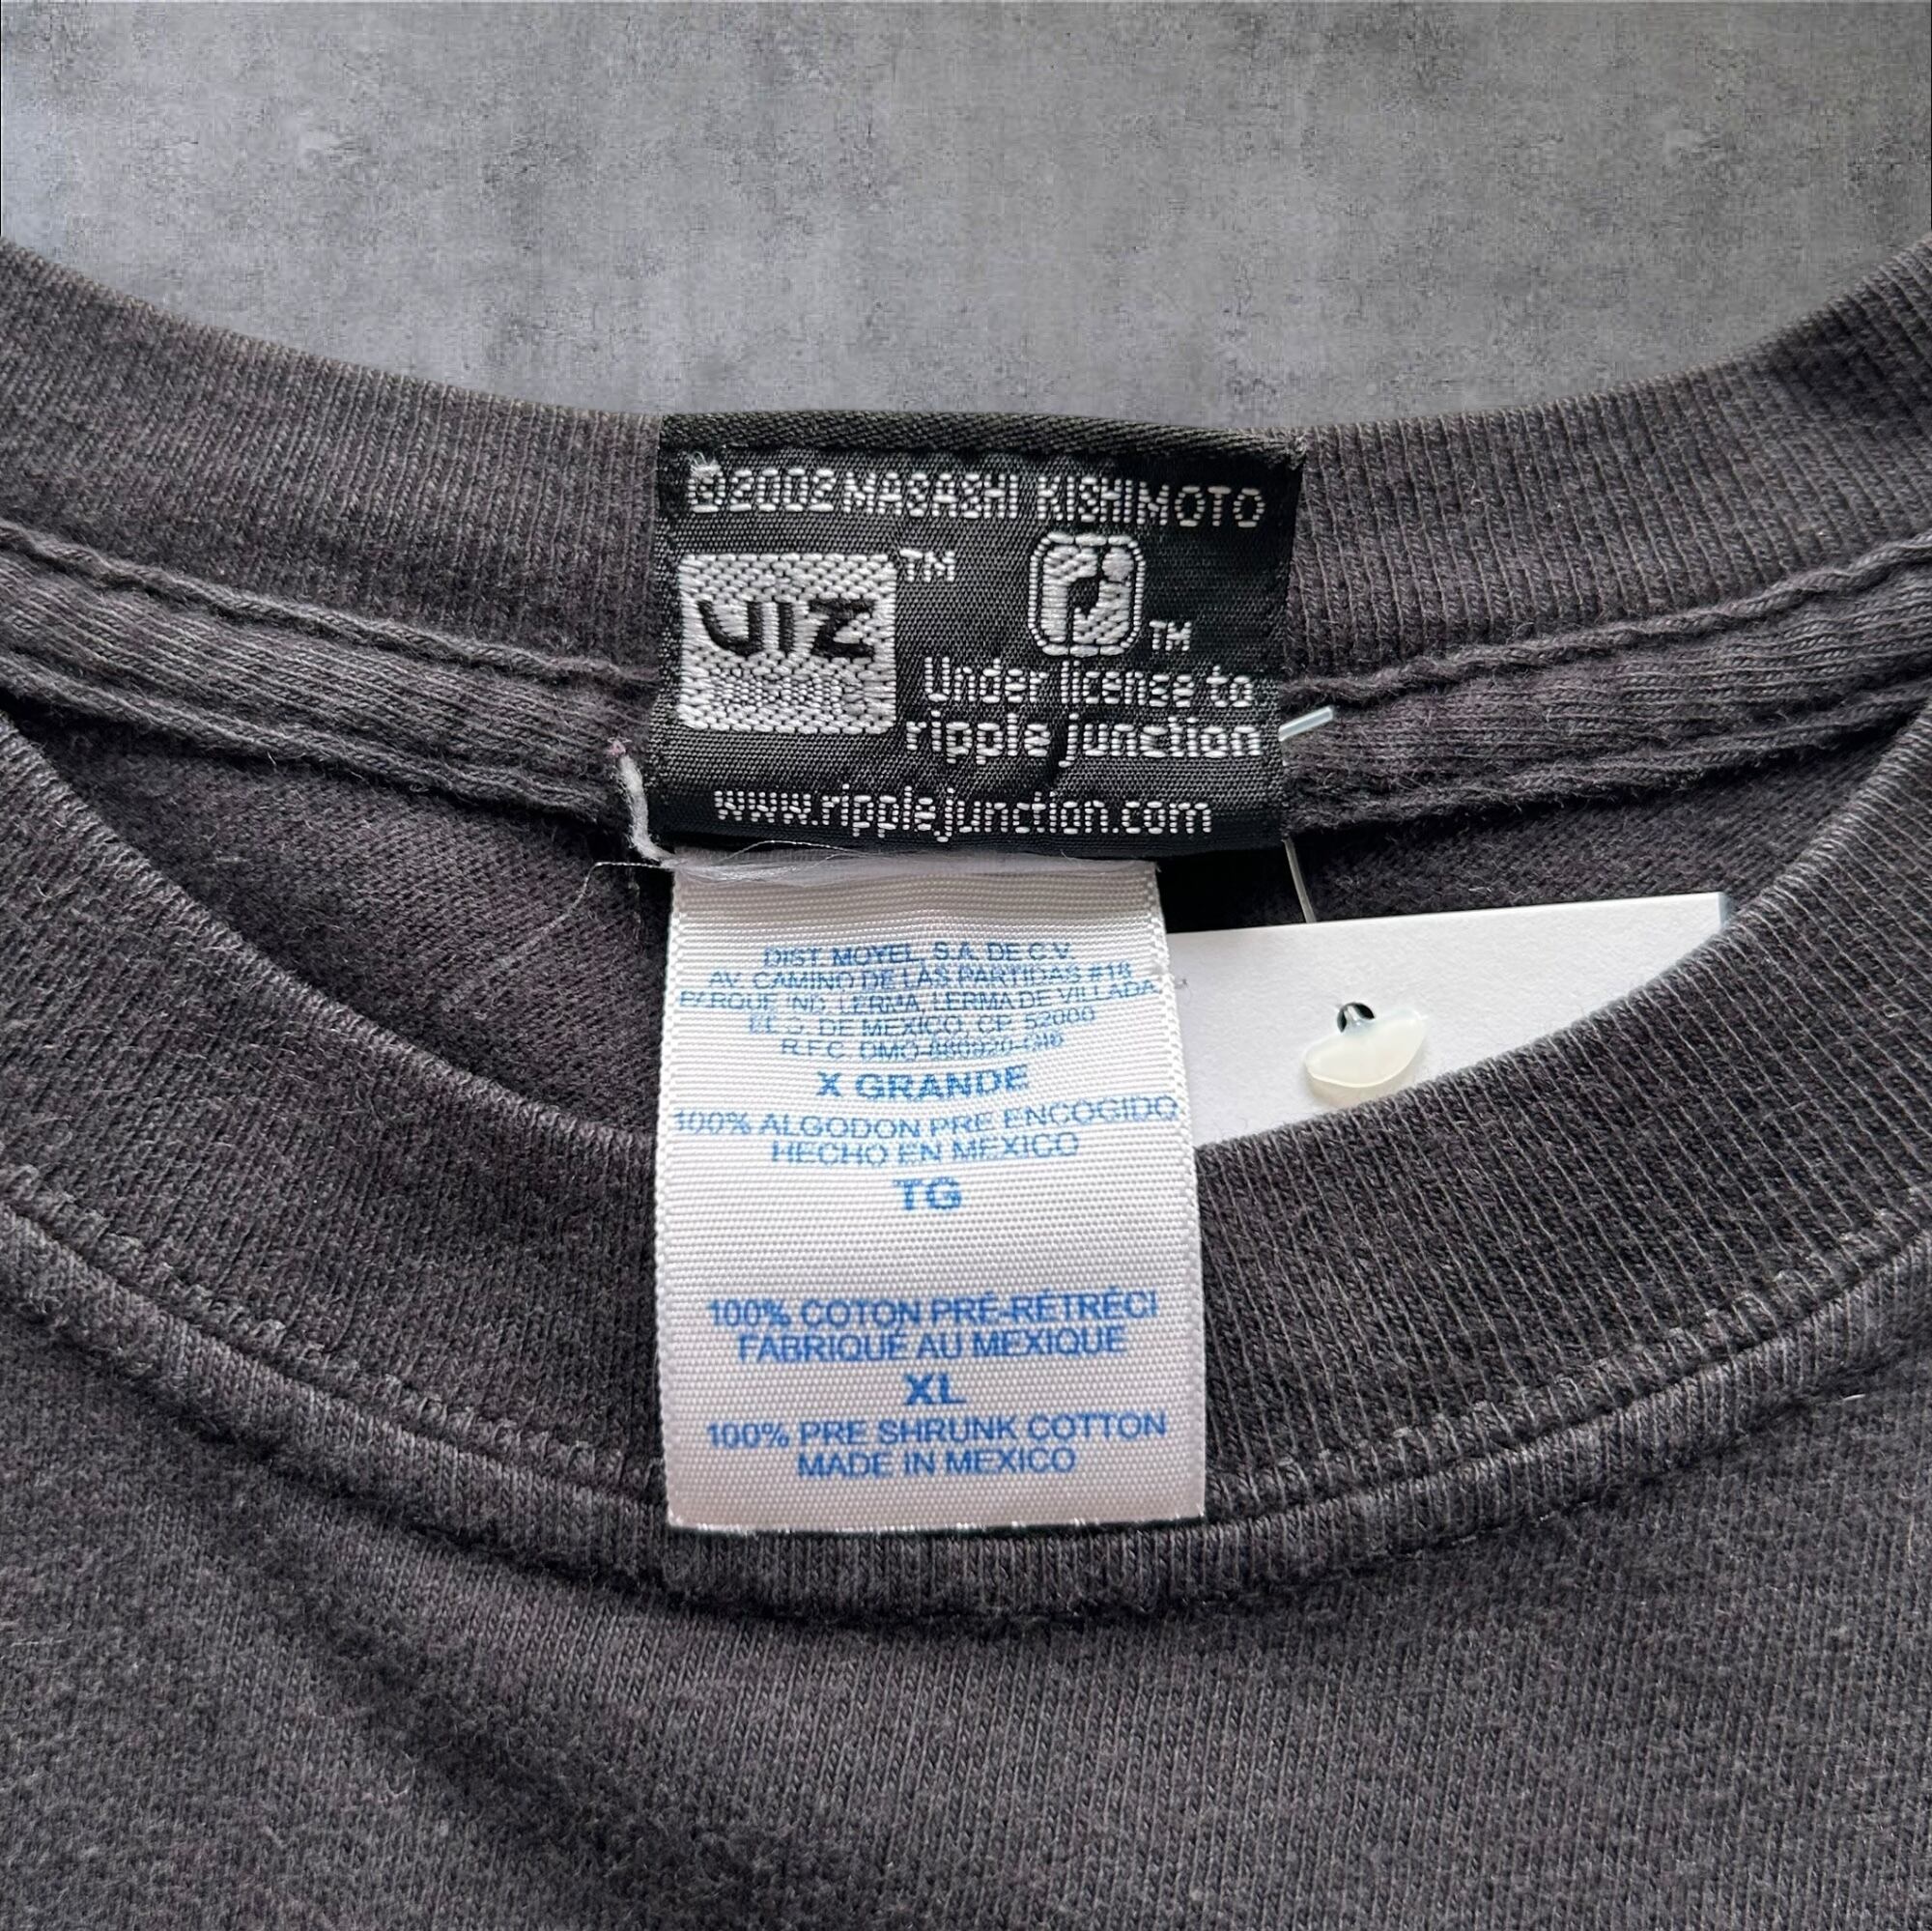 ©2002 MASASHI KISHIMOTO
VIZ TM
TM
Under license to
ripple junction
www.ripplejunction.com
DIST. MOYEL, S.A. DE C.V.
AV. CAMINO DE LAS PARTIDAS #18
PARQUE IND. LERMA, LERMA DE VILLADA
DE MEXICO, CP. 52000
R.F.C.
X GRANDE
100% ALGODON PRE ENCOGIDO
HECHO EN MEXICO
TG
100% COTON PRÉ-RÉTRÉCI
FABRIQUÉ AU MEXIQUE
XL
100% PRE SHRUNK COTTON
MADE IN MEXICO